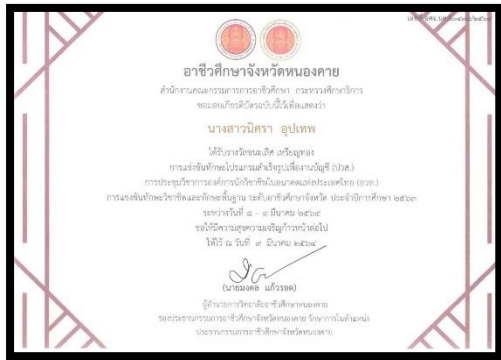 อาชีวศึกษาจังหวัดหนองคาย
สำนักงานคณะกรรมการการอาชีวศึกษา กระทรวงศึกษาธิการ
ขอมอบเกียรติบัตรฉบับนี้ไว้เพื่อแสดงว่า
นางสาวนิศรา อุปเทพ
ได้รับรางวัลชนะเลิศ เหรียญทอง
การแข่งขันทักษะโปรแกรมสำเร็จรูปเพื่องานบัญชี (ปวส.)
การประชุมวิชาการองค์การนักวิชาชีพในอนาคตแห่งประเทศไทย (อวท.)
การแข่งขันทักษะวิชาชีพและทักษะพื้นฐาน ระดับอาชีวศึกษาจังหวัด ประจำปีการศึกษา ๒๕๖๓
ระหว่างวันที่ ๘ - ๙ มีนาคม ๒๕๖๔
ขอให้มีความสุขความเจริญก้าวหน้าต่อไป
ให้ไว้ ณ วันที่ ๙ มีนาคม ๒๕๖๔
(นายมงคล แก้วรอด)
ผู้อำนวยการวิทยาลัยอาชีวศึกษาหนองคาย
รองประธานกรรมการอาชีวศึกษาจังหวัดหนองคาย รักษาการในตำแหน่ง
ประธานกรรมการอาชีวศึกษาจังหวัดหนองคาย